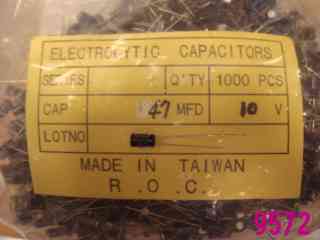 ELECTROLYTIC CAPACITORS
SERIES Q'TY 1000 PCS
CAP 47 MFD 10 V
LOTNO
MADE IN TAIWAN
R.O.C.
9572